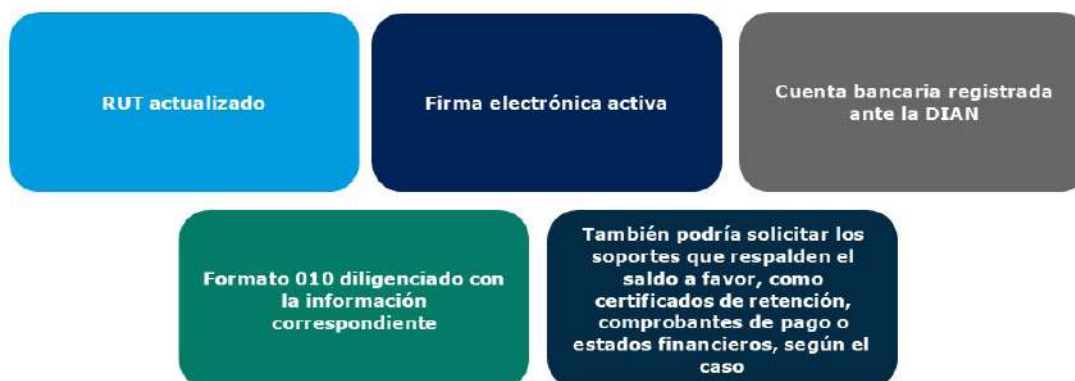 RUT actualizado
Firma electrónica activa
Cuenta bancaria registrada
ante la DIAN
Formato 010 diligenciado con
la información
correspondiente
También podría solicitar los
soportes que respalden el
saldo a favor, como
certificados de retención,
comprobantes de pago o
estados financieros, según el
caso